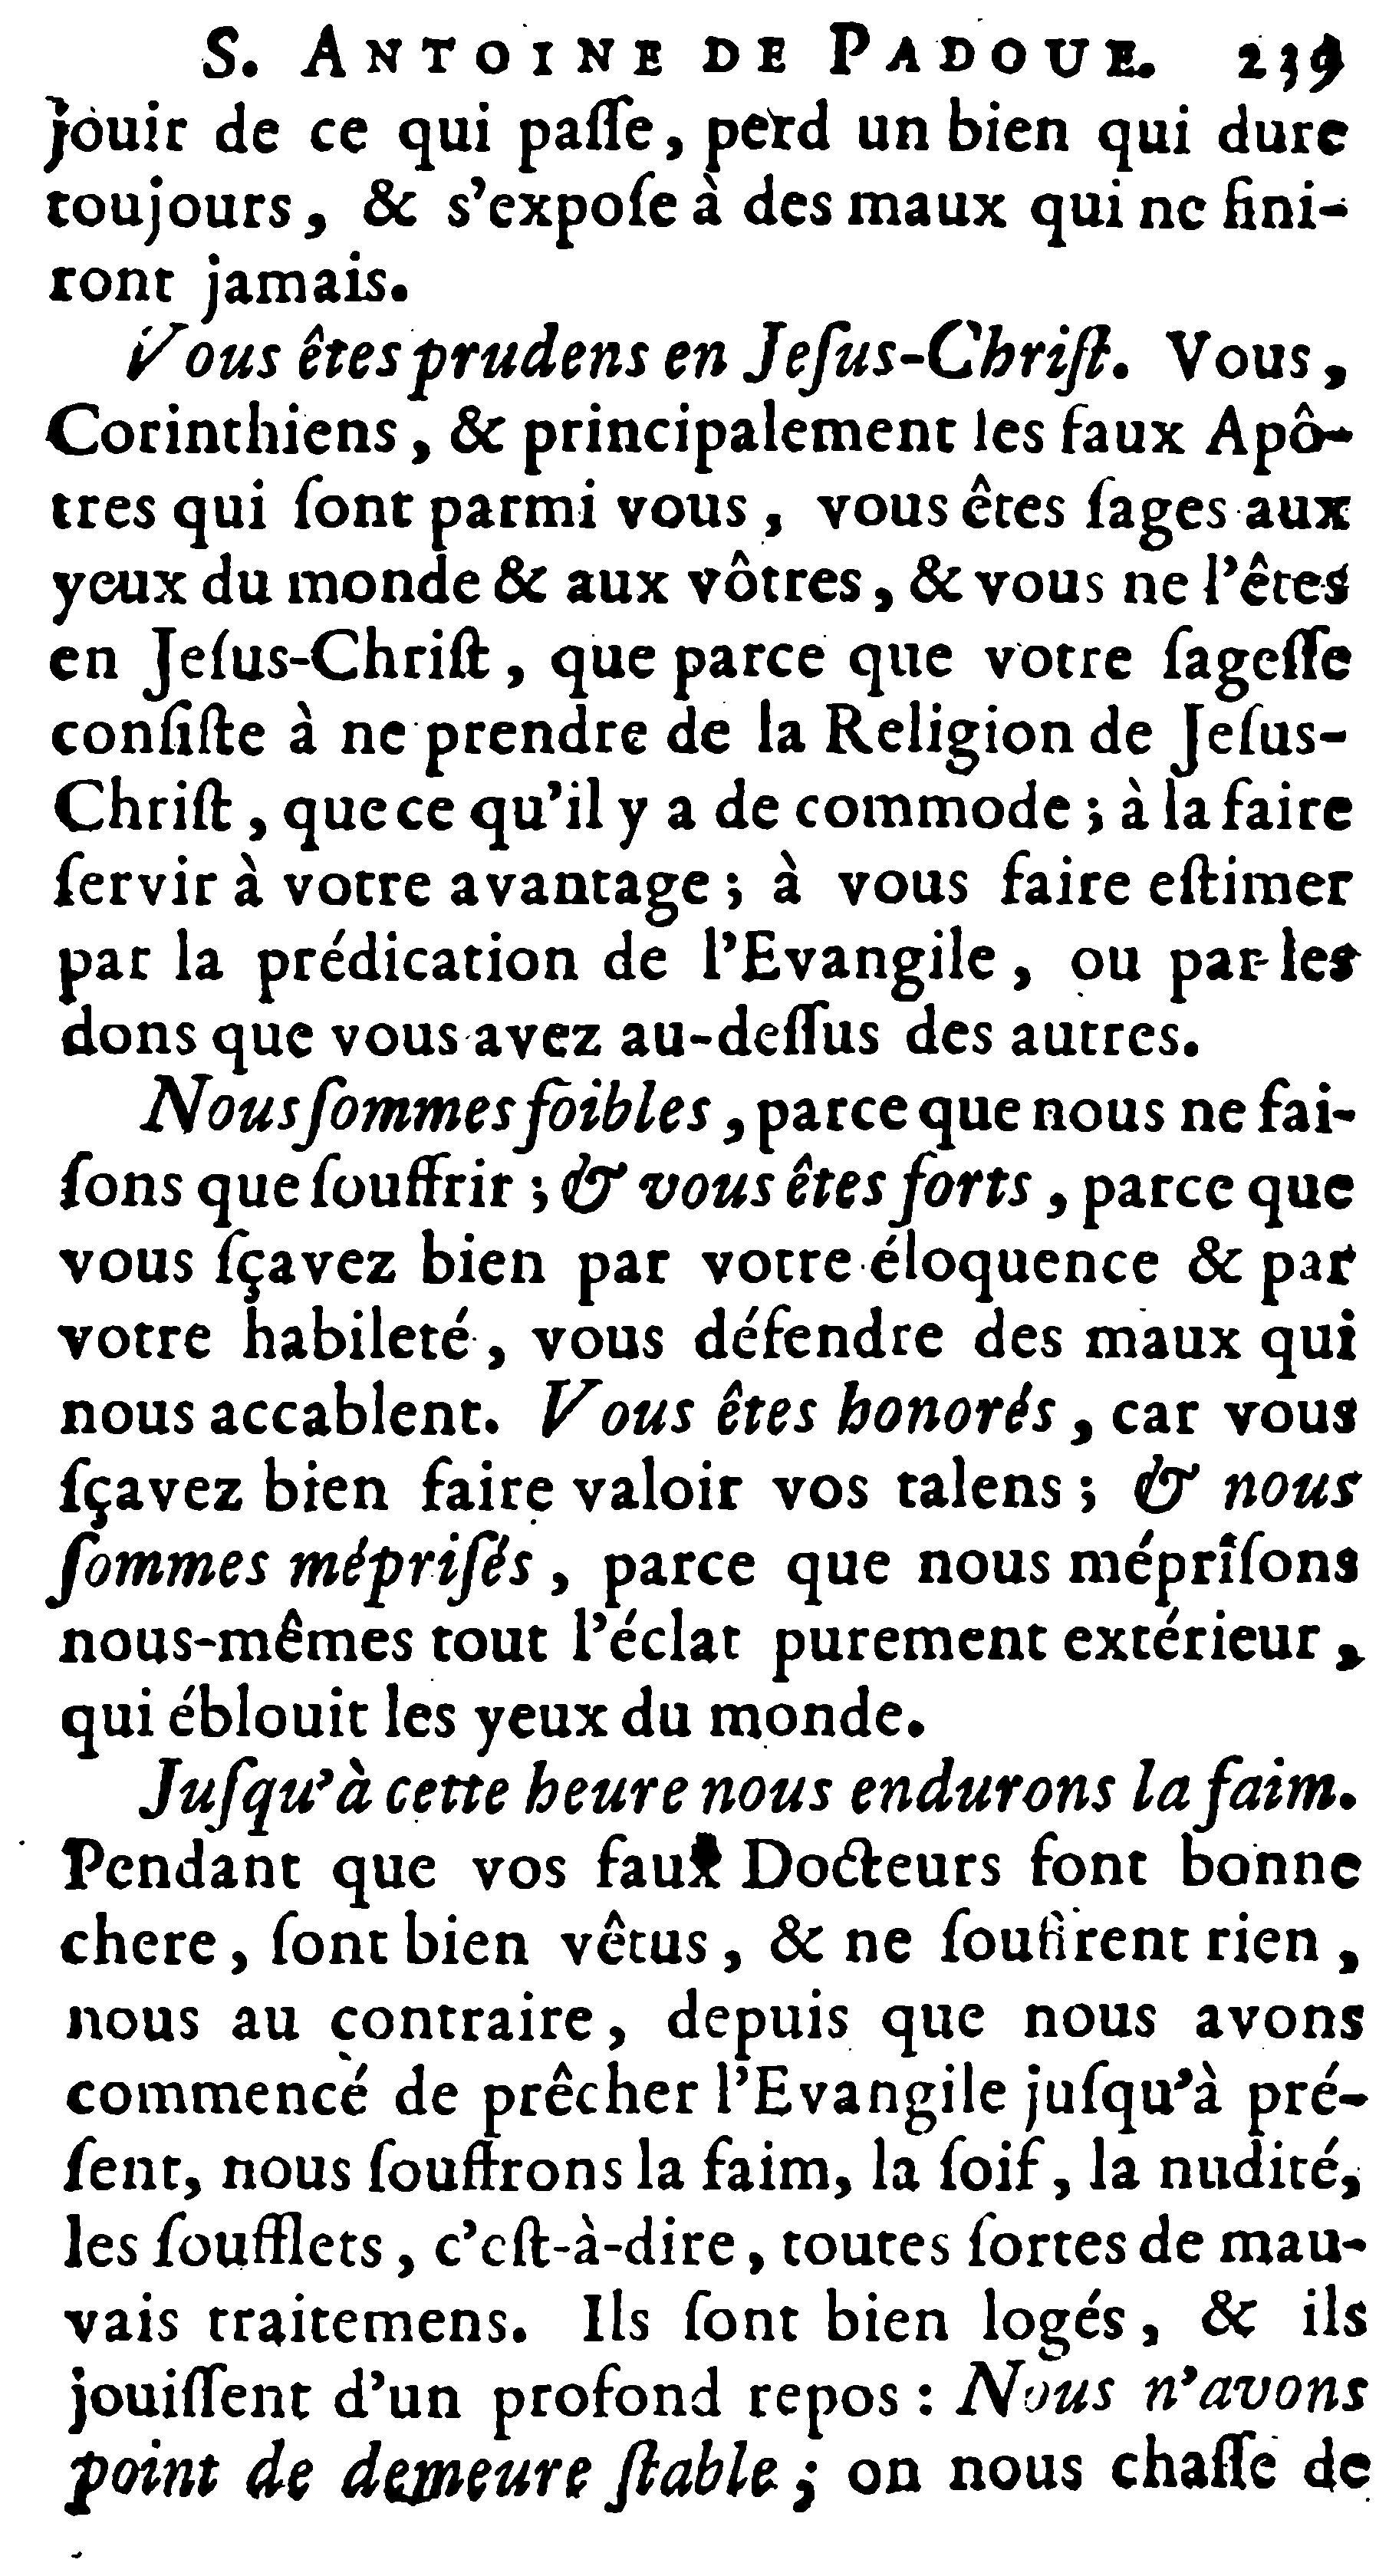 S. ANTOINE DE PADOUE. 239
jouir de ce qui paſſe, perd un bien qui dure
toujours, & s'expoſe à des maux qui ne fini-
ront jamais.
Vous êtes prudens en Jeſus-Chriſt. Vous,
Corinthiens, & principalement les faux Apô-
tres qui ſont parmi vous, vous êtes ſages aux
yeux du monde & aux vôtres, & vous ne l'êtes
en Jeſus-Chriſt, que parce que votre ſageſſe
conſiſte à ne prendre de la Religion de Jeſus-
Chriſt, que ce qu'il y a de commode; à la faire
ſervir à votre avantage; à vous faire eſtimer
par la prédication de l'Evangile, ou par les
dons que vous avez au-deſſus des autres.
Nous ſommes foibles, parce que nous ne fai-
ſons que ſouffrir; & vous êtes forts, parce que
vous ſçavez bien par votre éloquence & par
votre habileté, vous défendre des maux qui
nous accablent. Vous êtes honorés, car vous
ſçavez bien faire valoir vos talens; & nous
ſommes mépriſés, parce que nous mépriſons
nous-mêmes tout l'éclat purement extérieur,
qui éblouit les yeux du monde.
Juſqu'à cette heure nous endurons la faim.
Pendant que vos faux Docteurs font bonne
chere, ſont bien vêtus, & ne ſouffrent rien,
nous au contraire, depuis que nous avons
commencé de prêcher l'Evangile juſqu'à pré-
ſent, nous ſouffrons la faim, la ſoif, la nudité,
les ſoufflets, c'eſt-à-dire, toutes ſortes de mau-
vais traitemens. Ils ſont bien logés, & ils
jouiſſent d'un profond repos: Nous n'avons
point de demeure ſtable; on nous chaſſe de